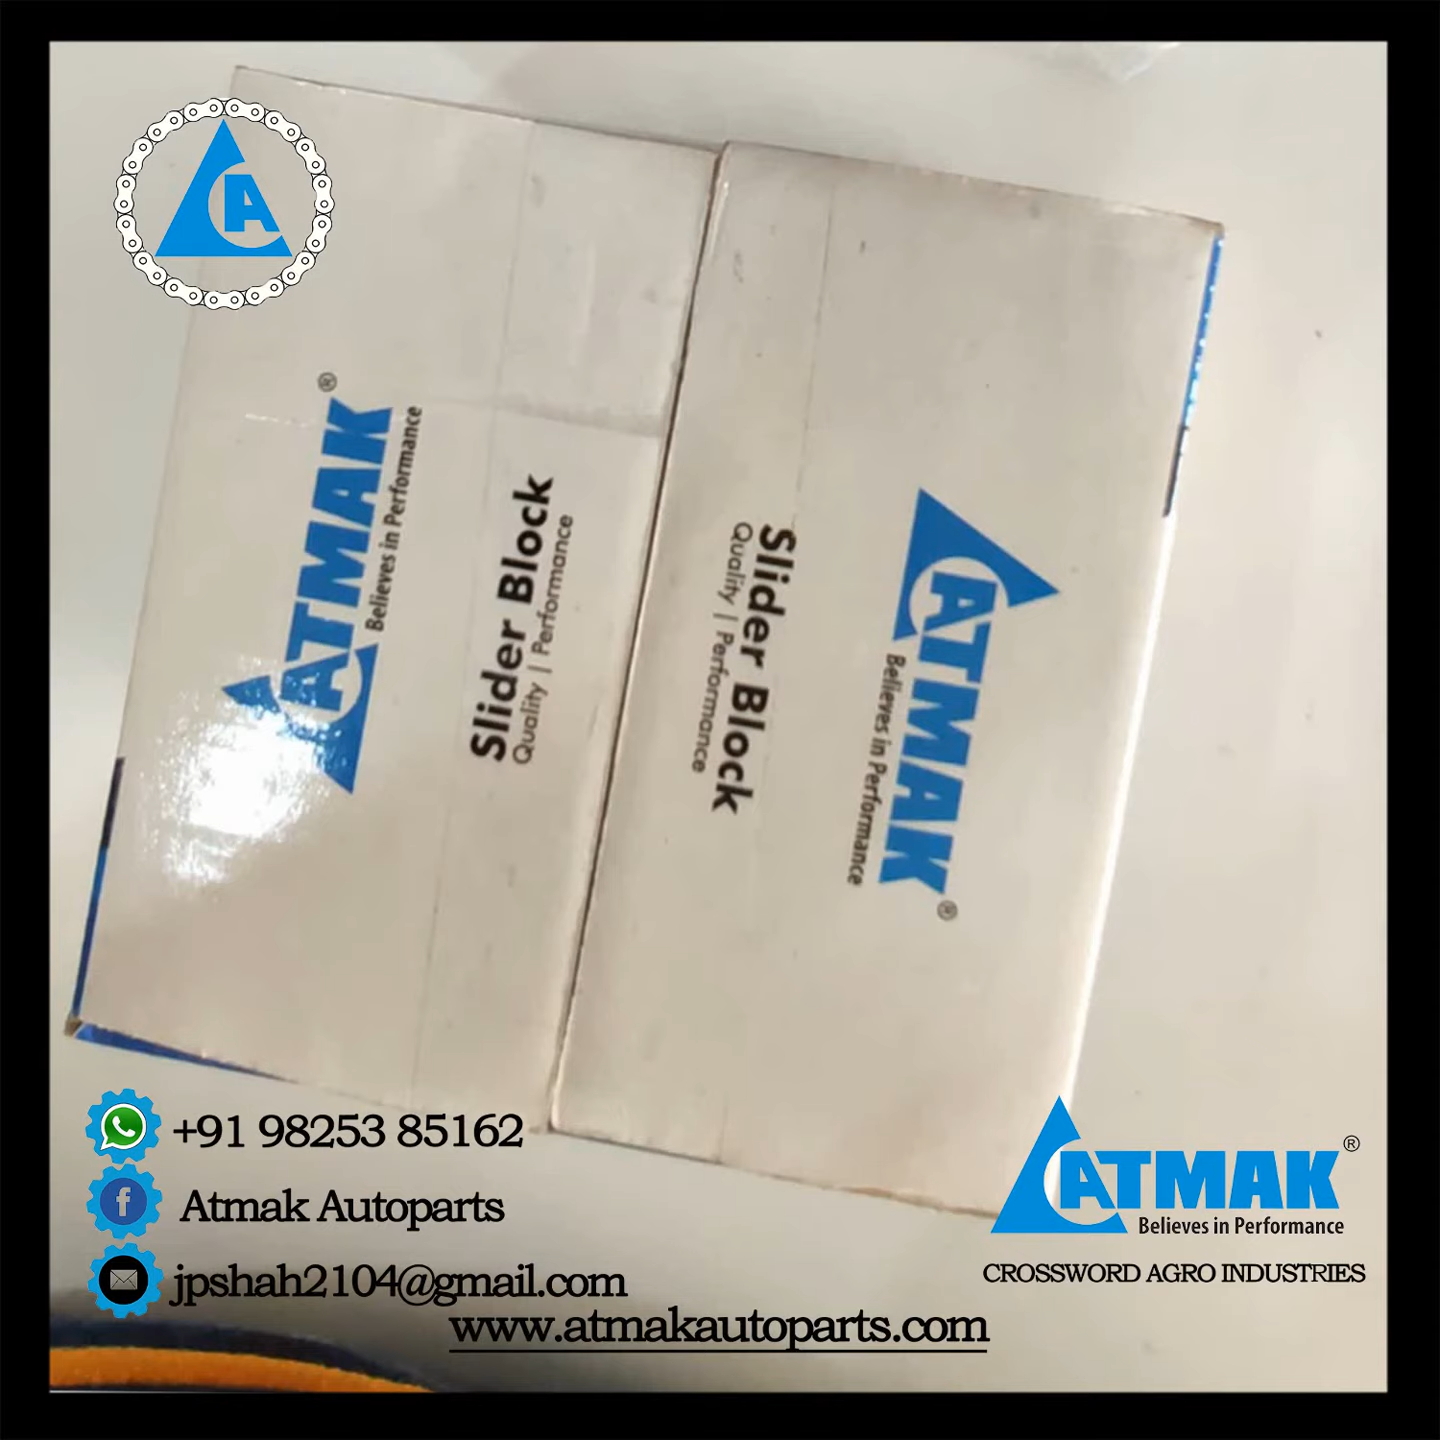 A
ATMAK®
Believes in Performance
Slider Block
Quality | Performance
Slider Block
Quality | Performance
ATMAK®
Believes in Performance
+91 98253 85162
Atmak Autoparts
jpshah2104@gmail.com
www.atmakautoparts.com
ATMAK®
Believes in Performance
CROSSWORD AGRO INDUSTRIES